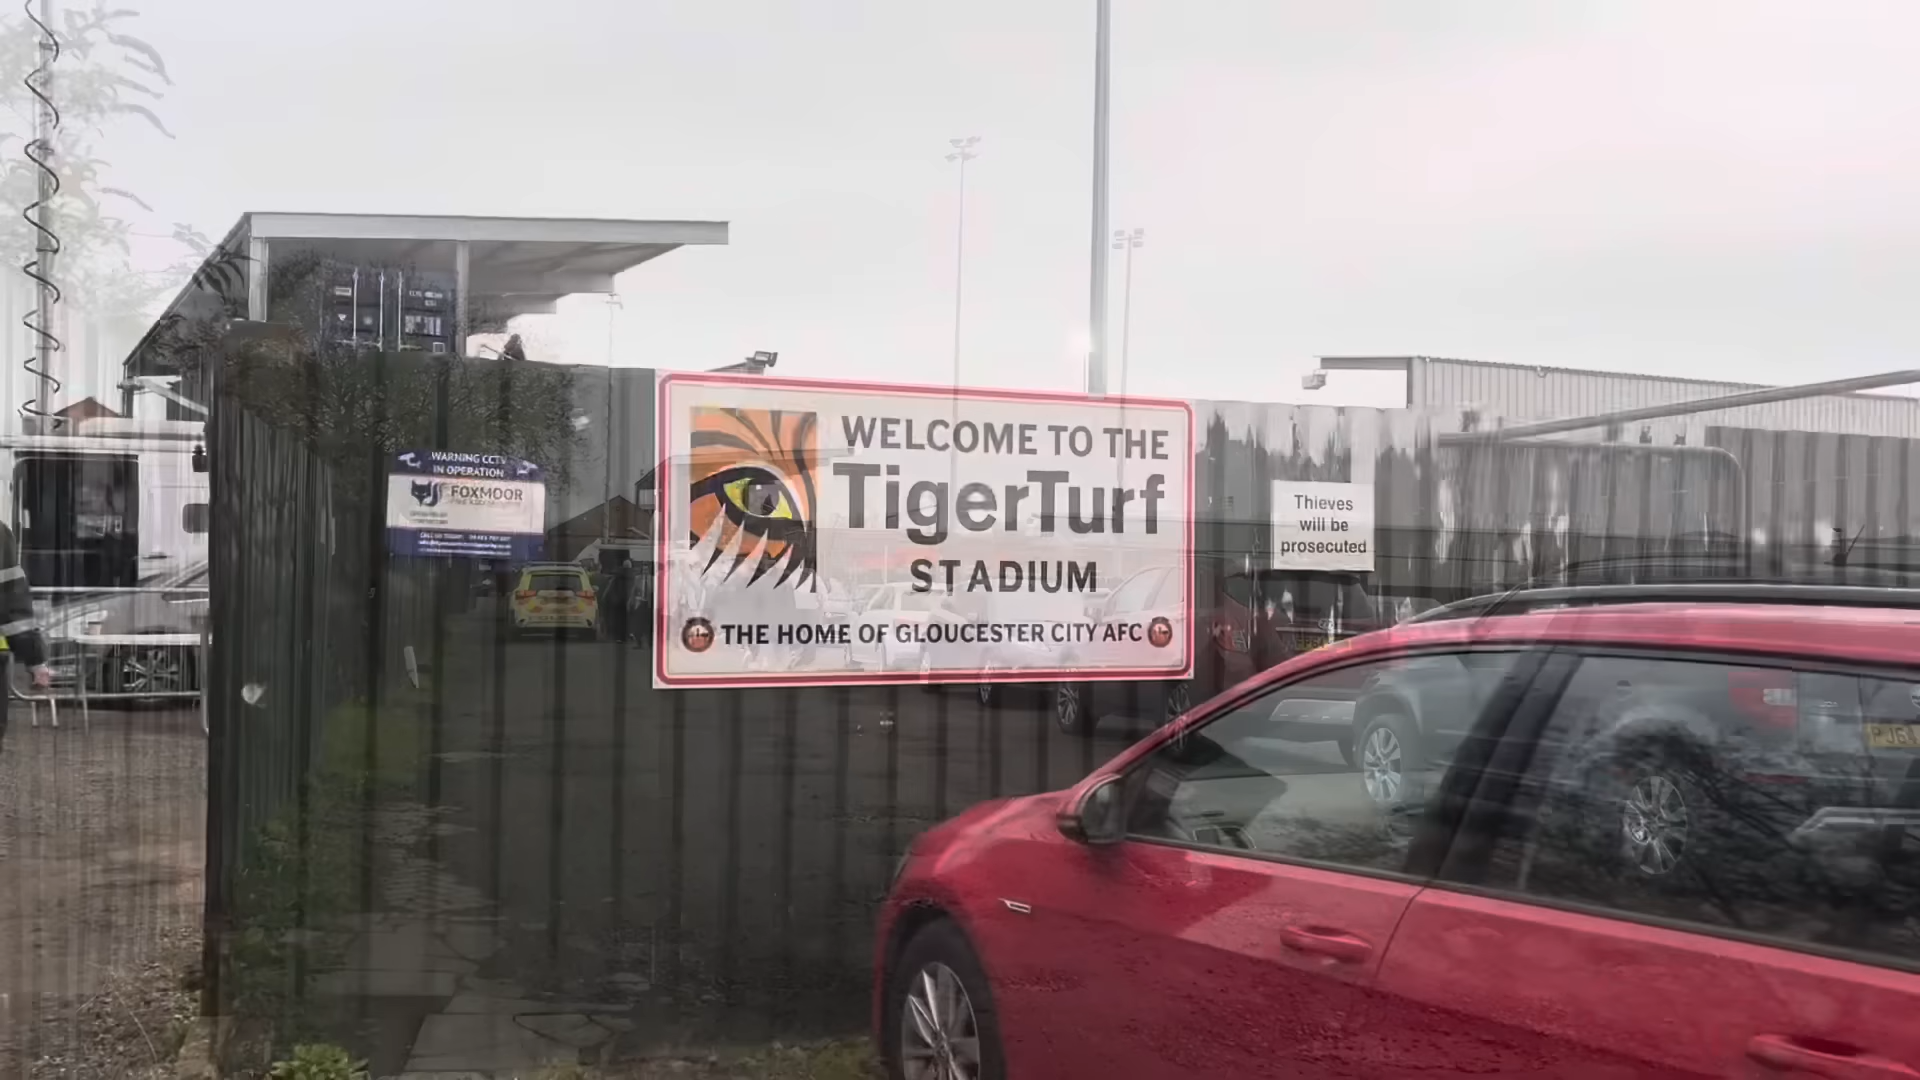 WARNING CCTV
IN OPERATION
FOXMOOR
WELCOME TO THE
TigerTurf
STADIUM
THE HOME OF GLOUCESTER CITY AFC
Thieves
will be
prosecuted